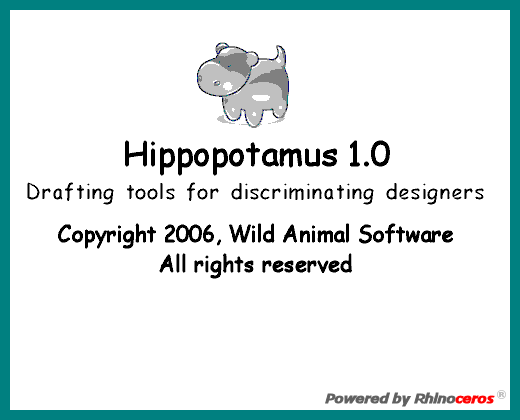 Hippopotamus 1.0
Drafting tools for discriminating designers
Copyright 2006, Wild Animal Software
All rights reserved
Powered by Rhinoceros ®